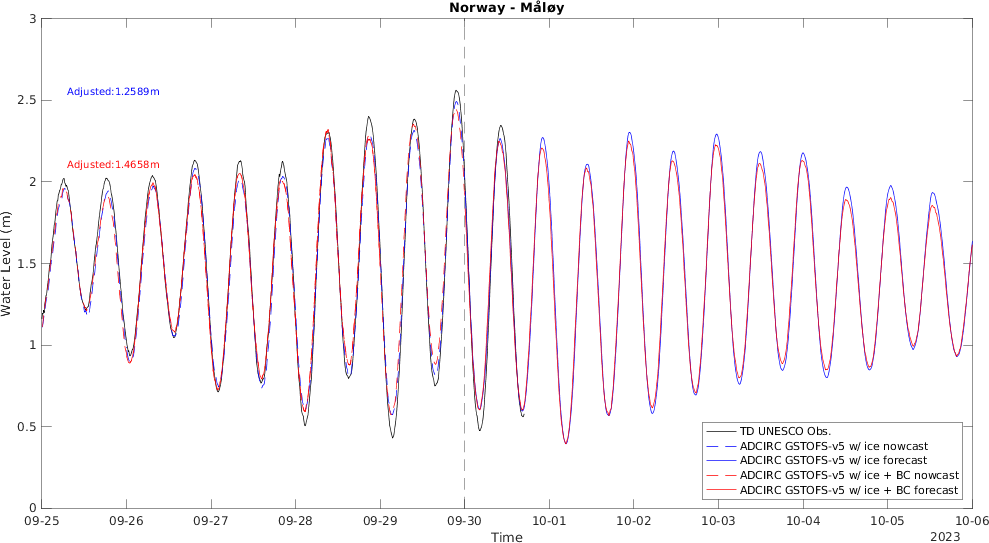 Norway - Måløy
3
2.5
2
1.5
1
0.5
0
Water Level (m)
Adjusted:1.2589m
Adjusted:1.4658m
TD UNESCO Obs.
ADCIRC GSTOFS-v5 w/ ice nowcast
ADCIRC GSTOFS-v5 w/ ice forecast
ADCIRC GSTOFS-v5 w/ ice + BC nowcast
ADCIRC GSTOFS-v5 w/ ice + BC forecast
09-25 09-26 09-27 09-28 09-29 09-30 10-01 10-02 10-03 10-04 10-05 10-06
Time
2023